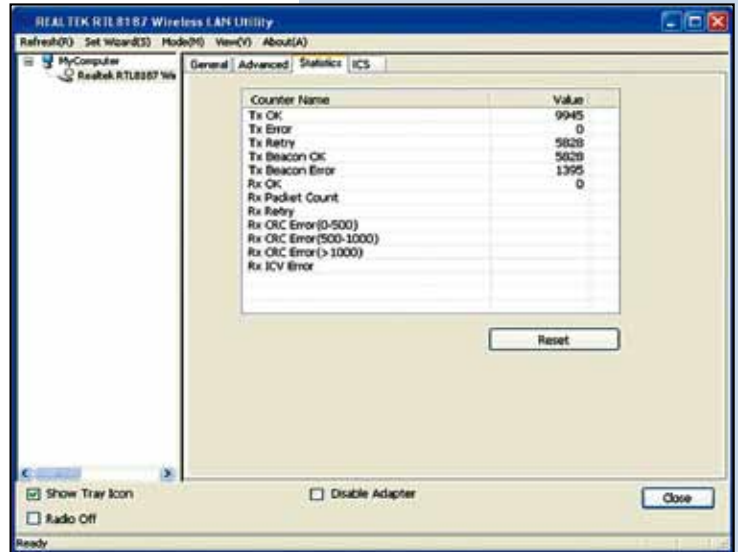 REALTEK RTL8187 Wireless LAN Utility
Refresh(R) Set Wizard(S) Mode(M) View(V) About(A)
MyComputer
Realtek RTL8187 Wi
General Advanced Statistics ICS
Counter Name Value
Tx OK 9945
Tx Error 0
Tx Retry 5828
Tx Beacon OK 5828
Tx Beacon Error 1395
Rx OK 0
Rx Packet Count
Rx Retry
Rx CRC Error(0-500)
Rx CRC Error(500-1000)
Rx CRC Error(>1000)
Rx ICV Error
Reset
Show Tray Icon
Disable Adapter
Close
Radio Off
Ready